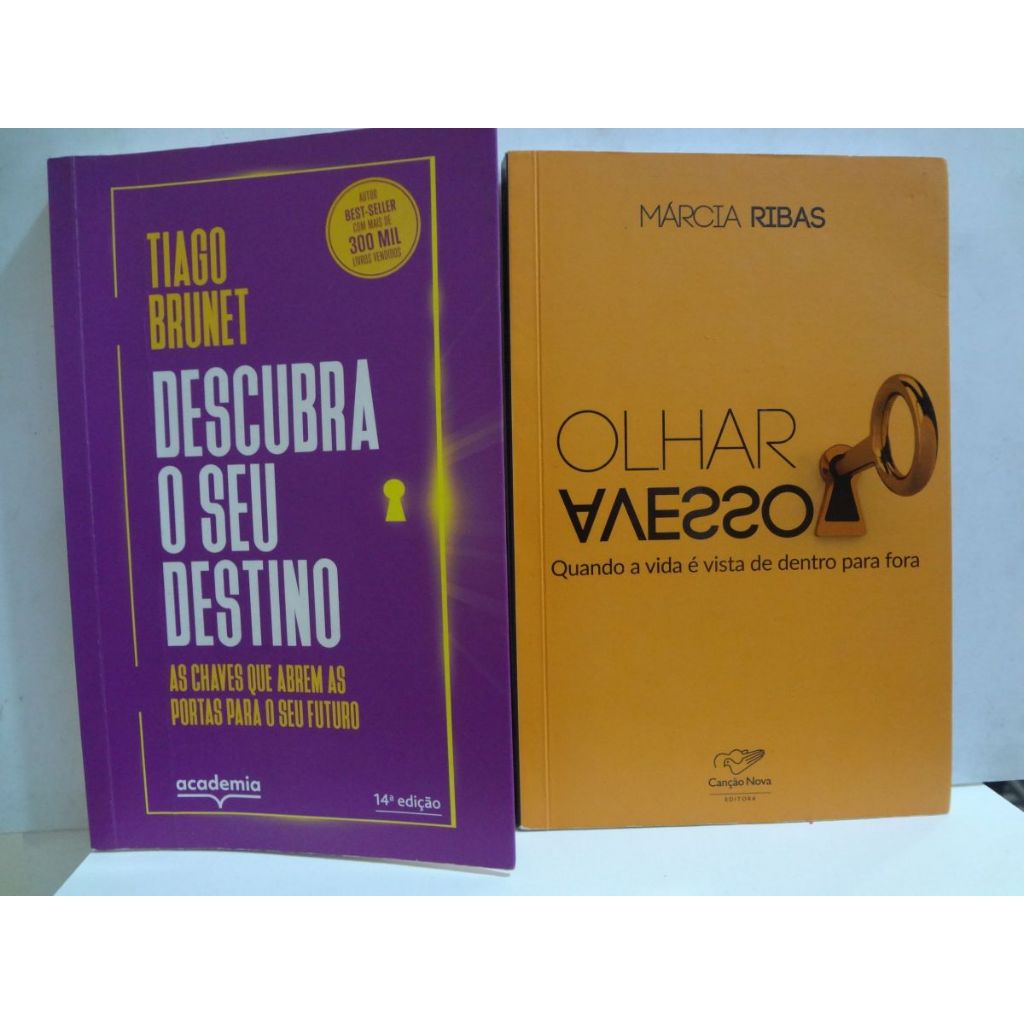 TIAGO
BRUNET
AUTOR
BEST-SELLER
COM MAIS DE
300 MIL
LIVROS VENDIDOS
DESCUBRA
O SEU
DESTINO
AS CHAVES QUE ABREM AS
PORTAS PARA O SEU FUTURO
academia
14ª edição
MÁRCIA RIBAS
OLHAR
AVESSO
Quando a vida é vista de dentro para fora
Canção Nova
EDITORA